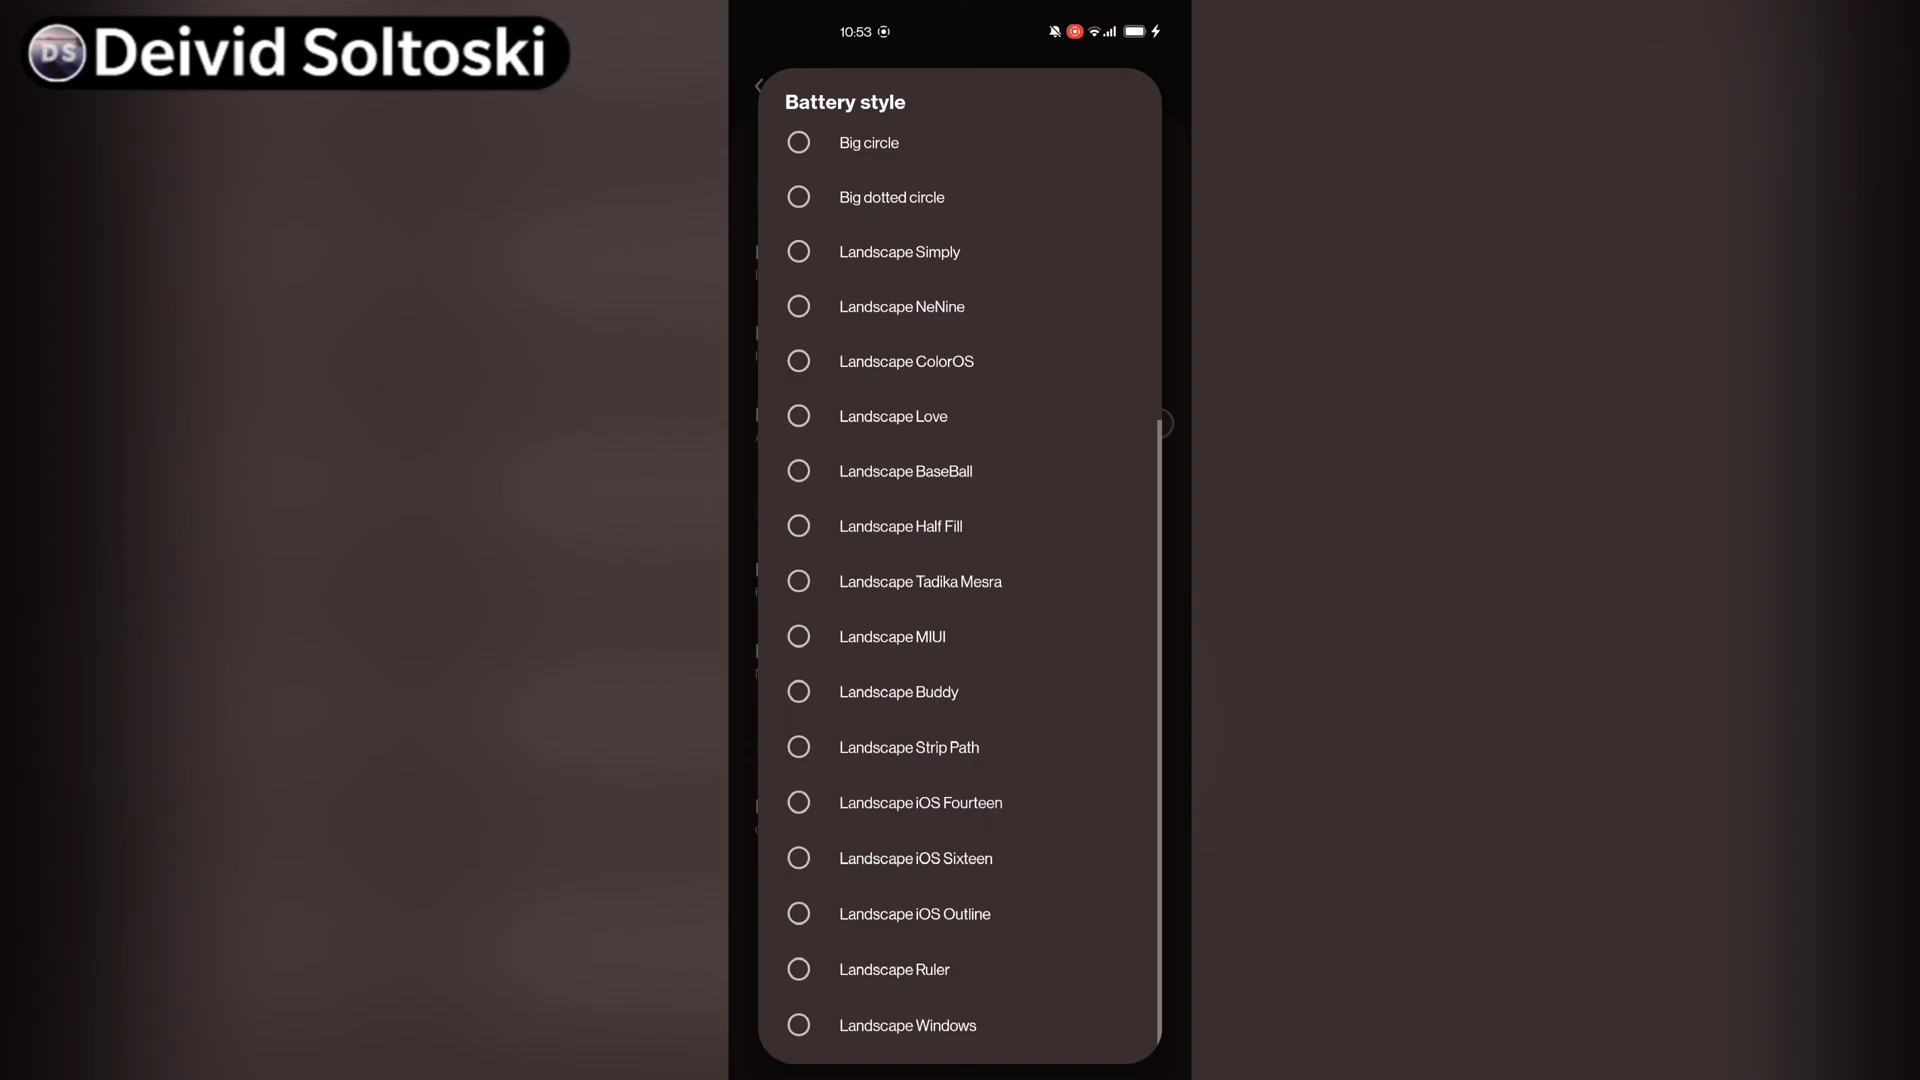 DS Deivid Soltoski
10:53
Battery style
Big circle
Big dotted circle
Landscape Simply
Landscape NeNine
Landscape ColorOS
Landscape Love
Landscape BaseBall
Landscape Half Fill
Landscape Tadika Mesra
Landscape MIUI
Landscape Buddy
Landscape Strip Path
Landscape iOS Fourteen
Landscape iOS Sixteen
Landscape iOS Outline
Landscape Ruler
Landscape Windows